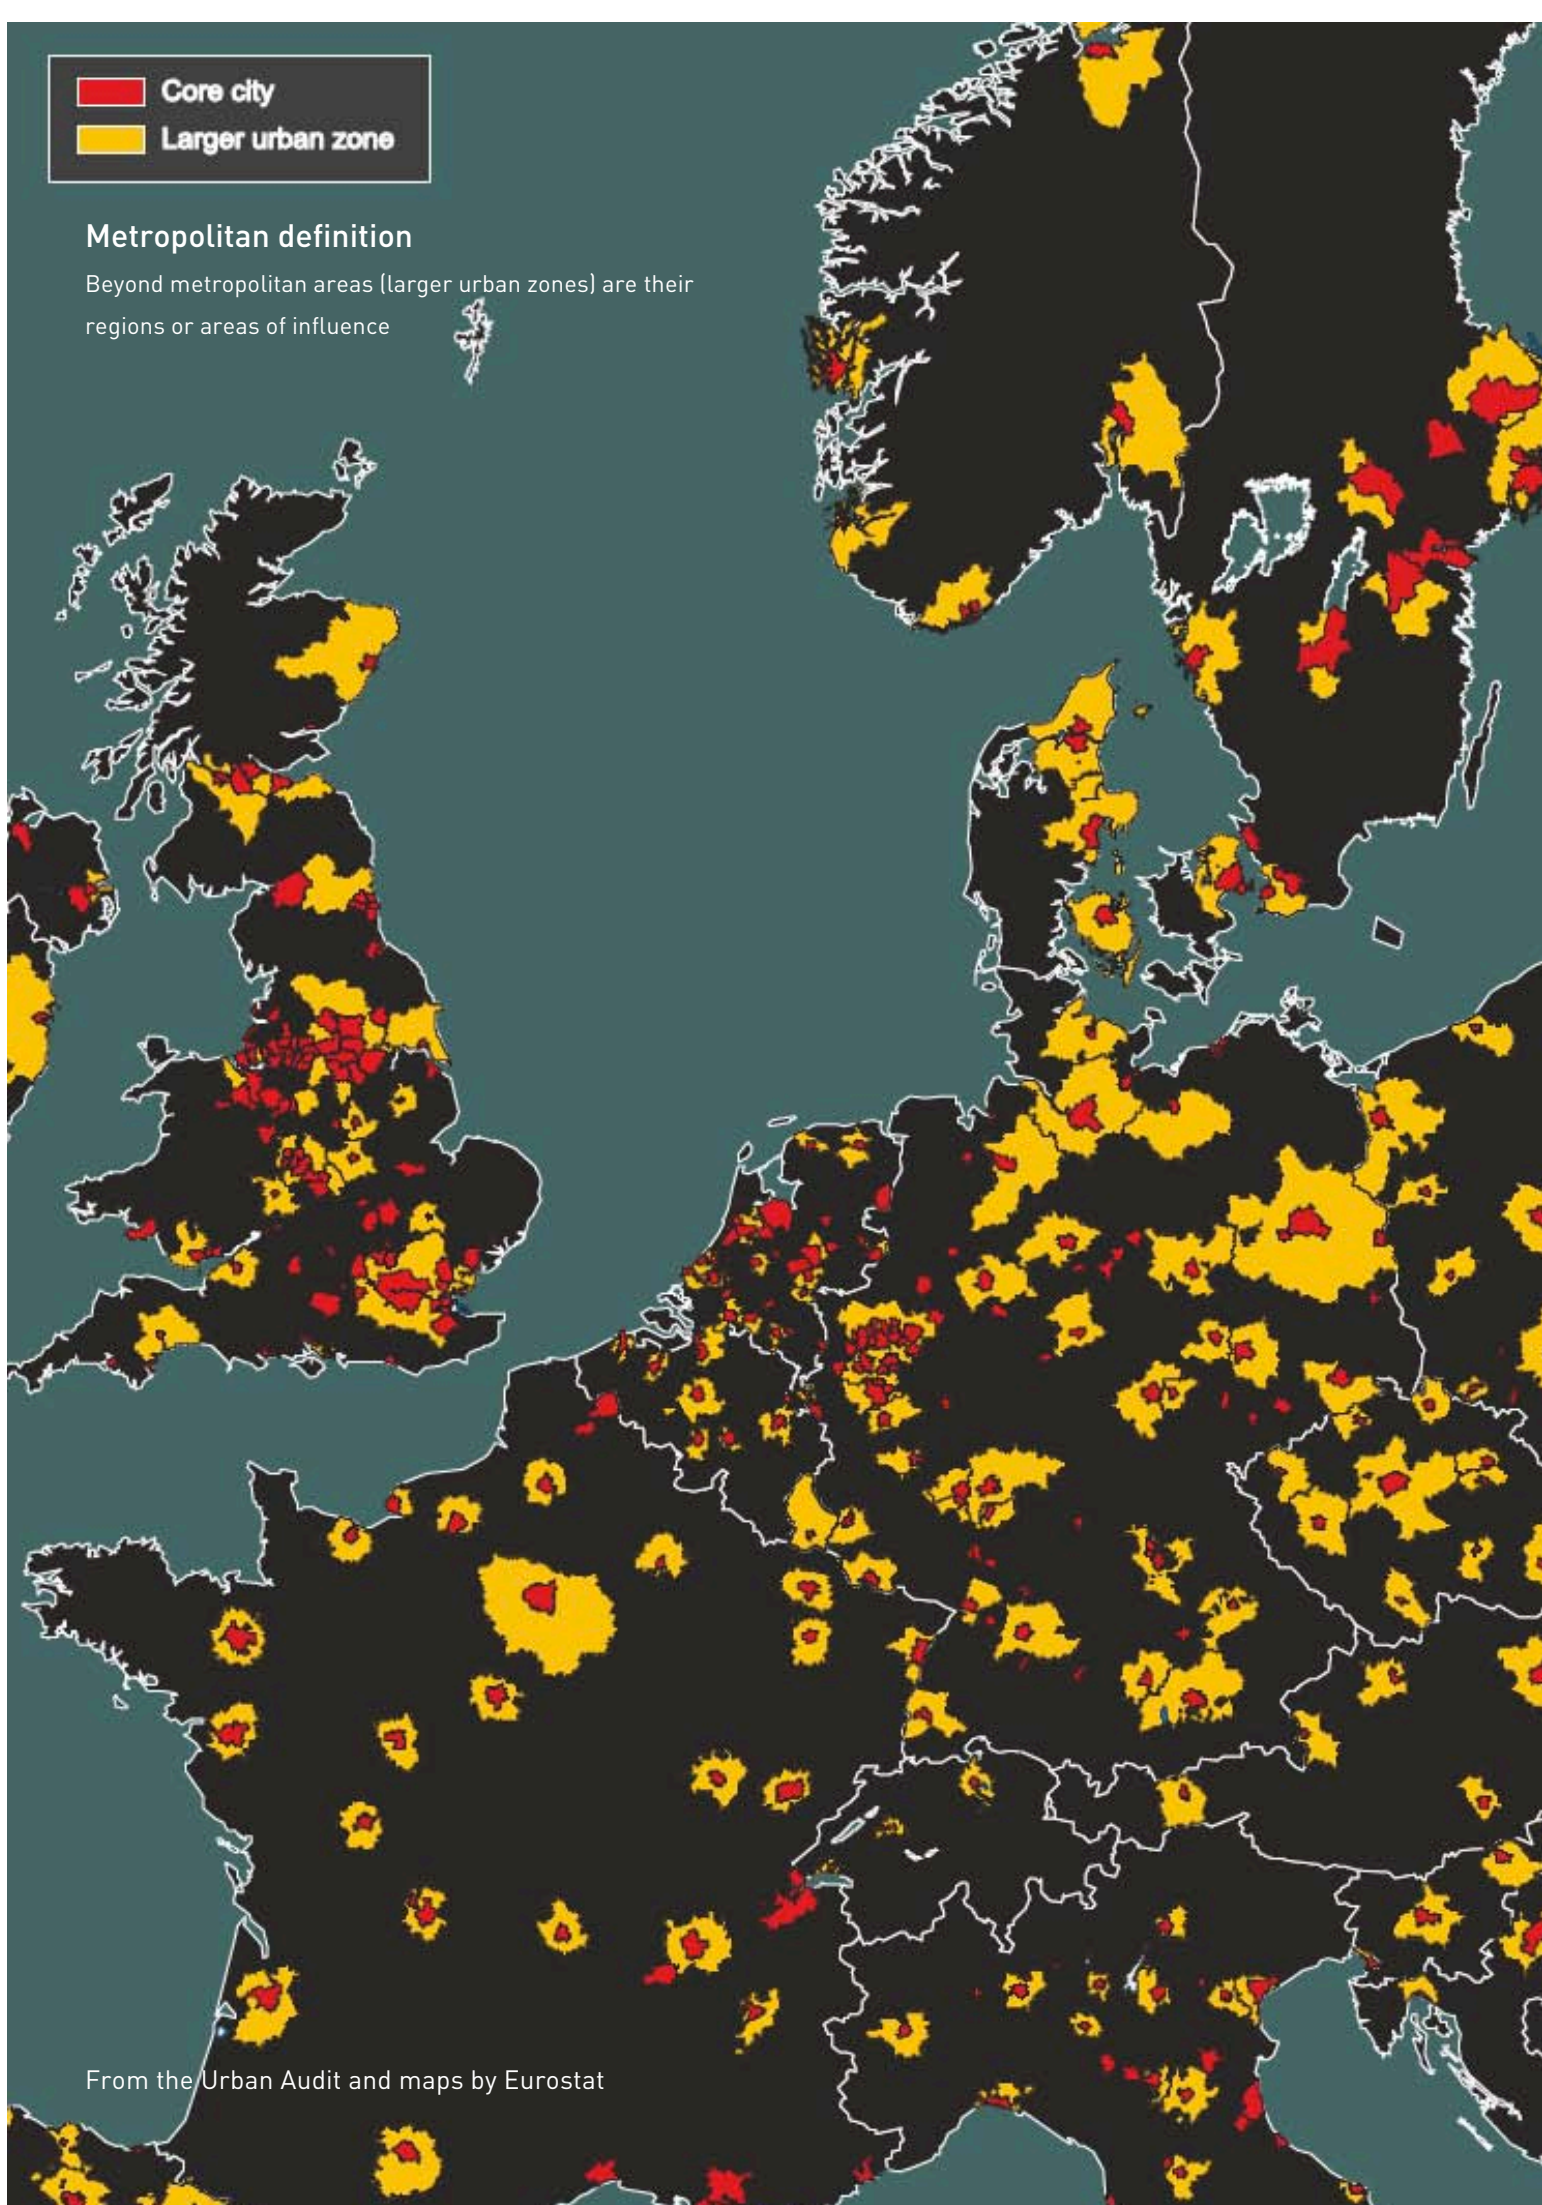 Core city
Larger urban zone
Metropolitan definition
Beyond metropolitan areas (larger urban zones) are their
regions or areas of influence
From the Urban Audit and maps by Eurostat